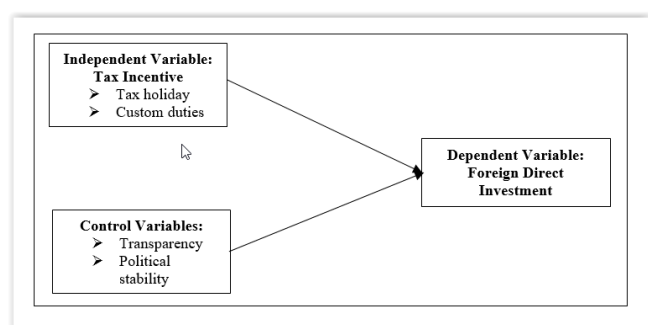 Independent Variable:
Tax Incentive
➢ Tax holiday
➢ Custom duties
Dependent Variable:
Foreign Direct
Investment
Control Variables:
➢ Transparency
➢ Political
stability